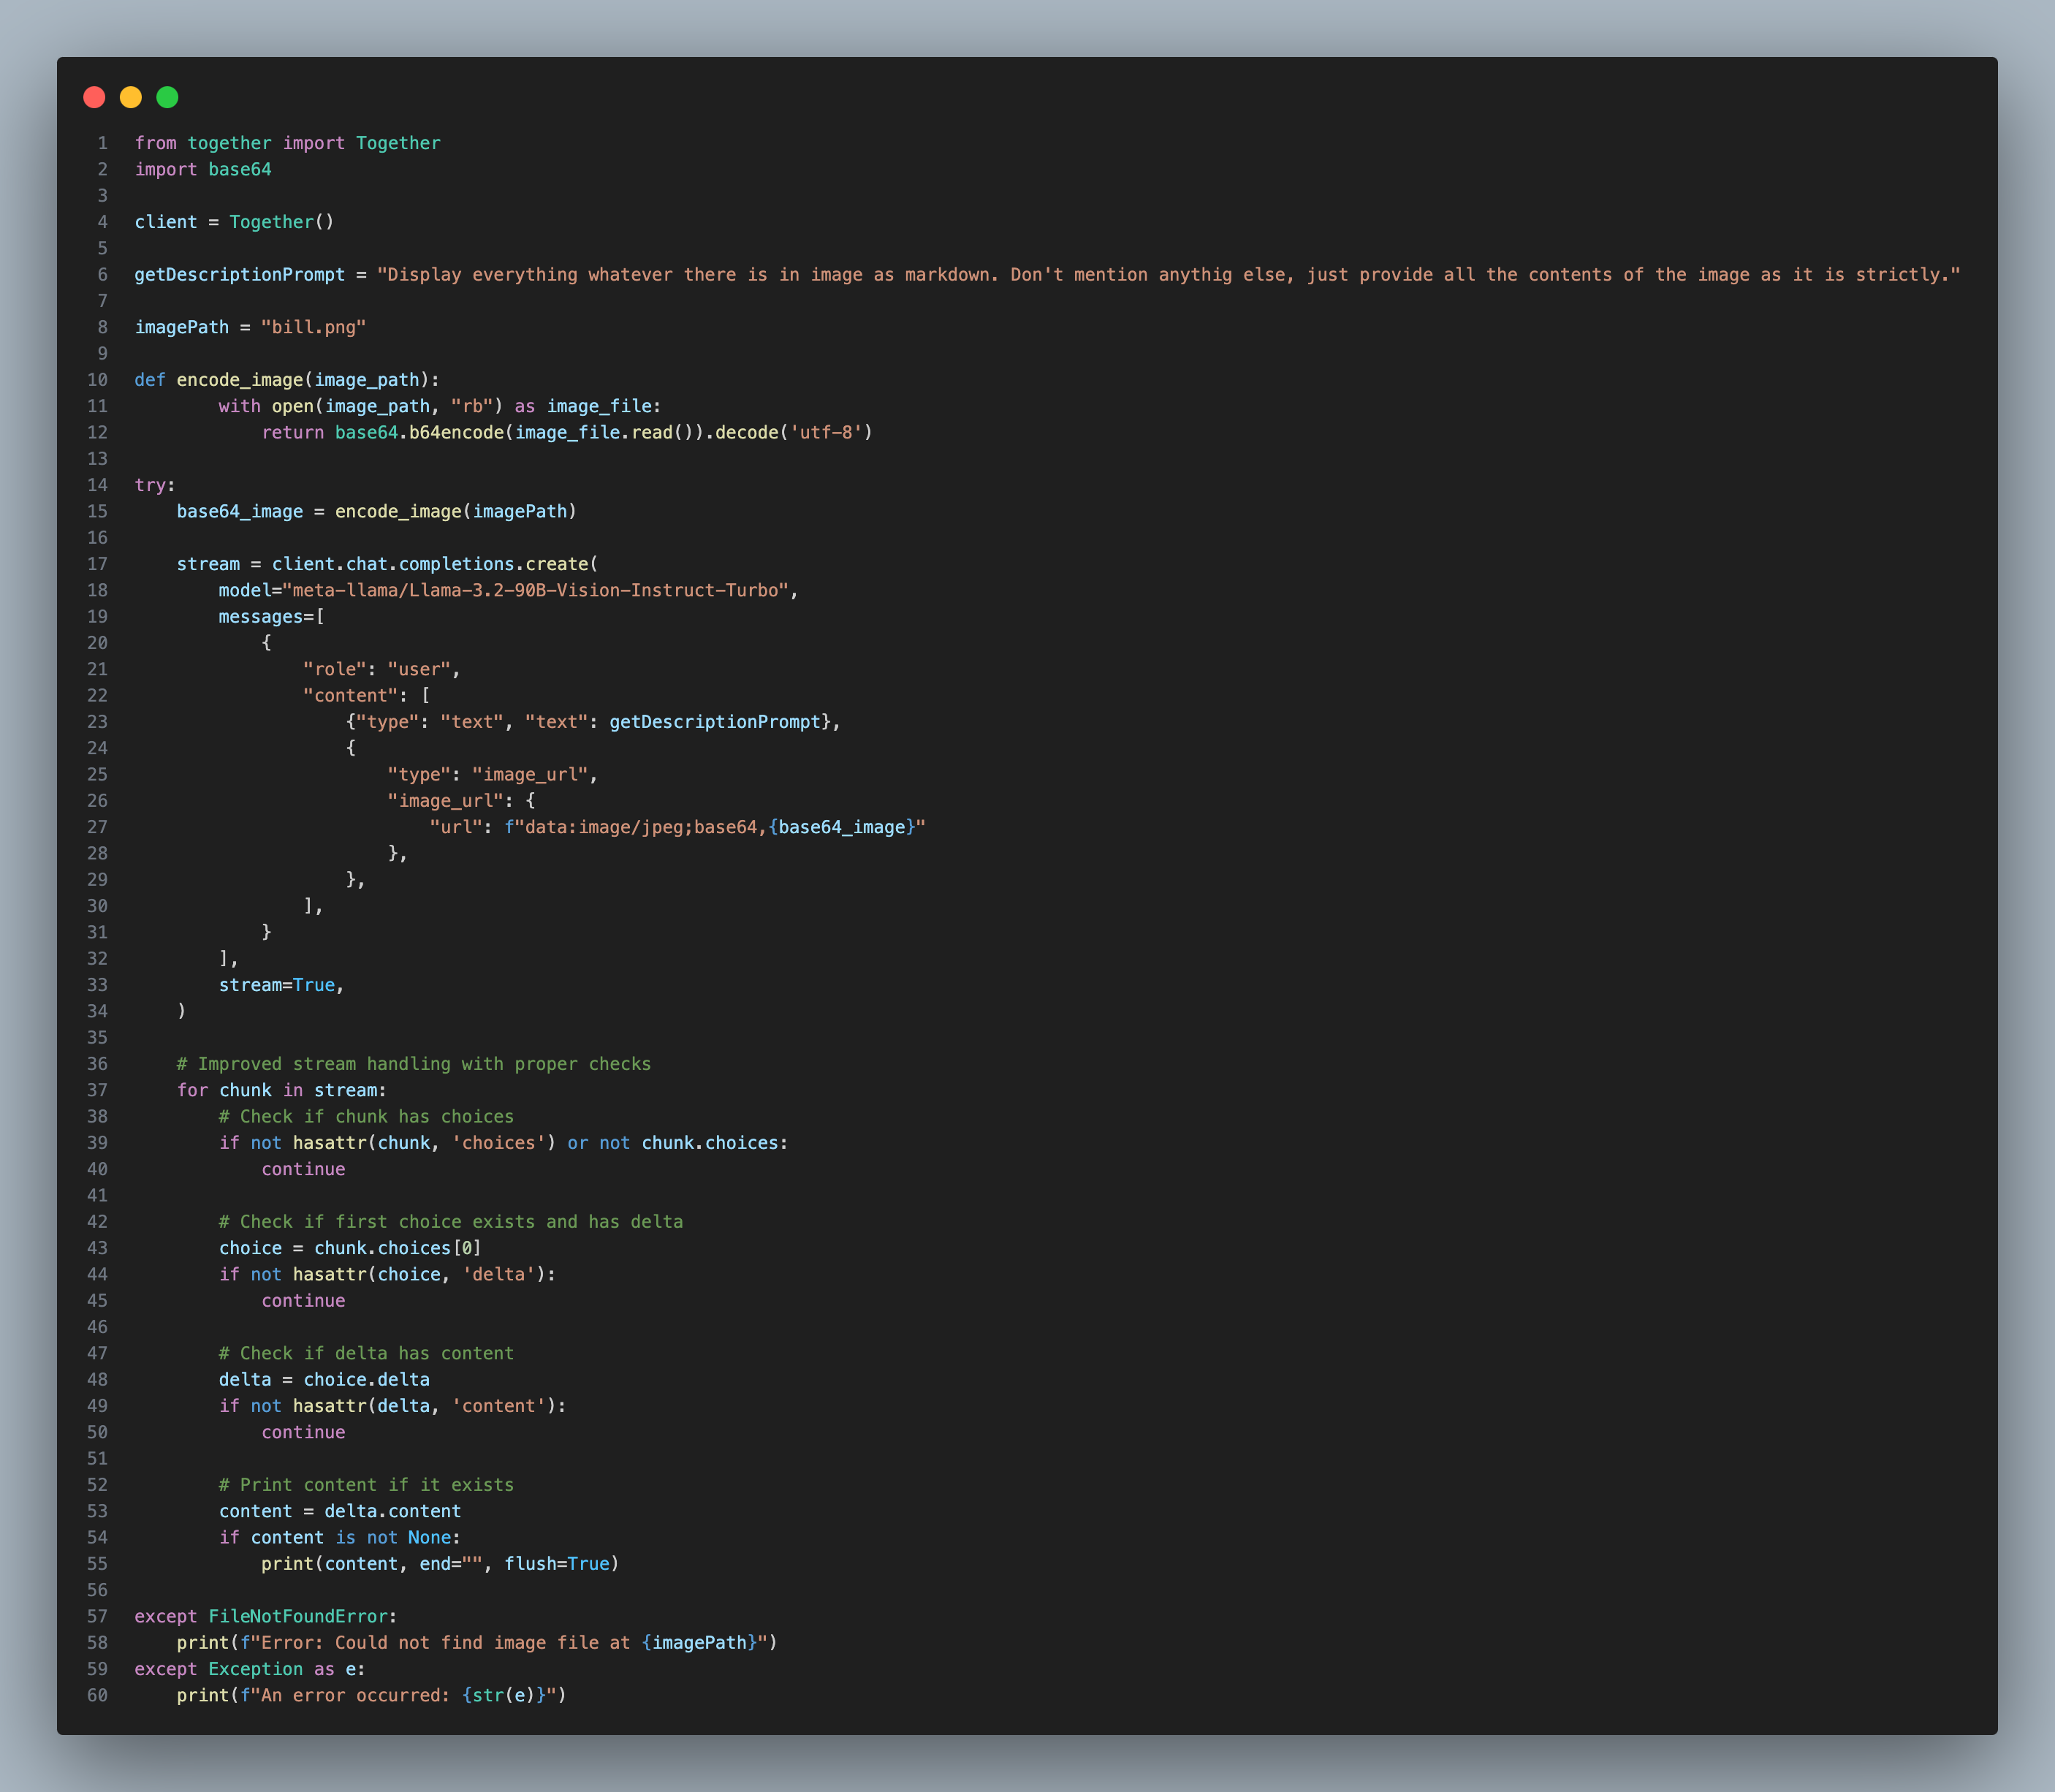 1 from together import Together
2 import base64
3
4 client = Together()
5
6 getDescriptionPrompt = "Display everything whatever there is in image as markdown. Don't mention anythig else, just provide all the contents of the image as it is strictly."
7
8 imagePath = "bill.png"
9
10 def encode_image(image_path):
11         with open(image_path, "rb") as image_file:
12             return base64.b64encode(image_file.read()).decode('utf-8')
13
14 try:
15     base64_image = encode_image(imagePath)
16
17     stream = client.chat.completions.create(
18         model="meta-llama/Llama-3.2-90B-Vision-Instruct-Turbo",
19         messages=[
20             {
21                 "role": "user",
22                 "content": [
23                     {"type": "text", "text": getDescriptionPrompt},
24                     {
25                         "type": "image_url",
26                         "image_url": {
27                             "url": f"data:image/jpeg;base64,{base64_image}"
28                         },
29                     },
30                 ],
31             }
32         ],
33         stream=True,
34     )
35
36     # Improved stream handling with proper checks
37     for chunk in stream:
38         # Check if chunk has choices
39         if not hasattr(chunk, 'choices') or not chunk.choices:
40             continue
41
42         # Check if first choice exists and has delta
43         choice = chunk.choices[0]
44         if not hasattr(choice, 'delta'):
45             continue
46
47         # Check if delta has content
48         delta = choice.delta
49         if not hasattr(delta, 'content'):
50             continue
51
52         # Print content if it exists
53         content = delta.content
54         if content is not None:
55             print(content, end="", flush=True)
56
57 except FileNotFoundError:
58     print(f"Error: Could not find image file at {imagePath}")
59 except Exception as e:
60     print(f"An error occurred: {str(e)}")